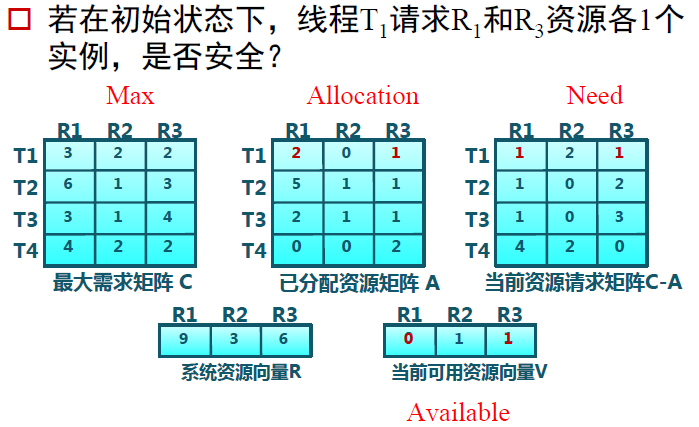 若在初始状态下，线程T1请求R1和R3资源各1个
实例，是否安全？
Max Allocation Need
R1 R2 R3 R1 R2 R3 R1 R2 R3
T1 3 2 2 T1 2 0 1 T1 1 2 1
T2 6 1 3 T2 5 1 1 T2 1 0 2
T3 3 1 4 T3 2 1 1 T3 1 0 3
T4 4 2 2 T4 0 0 2 T4 4 2 0
最大需求矩阵 C 已分配资源矩阵 A 当前资源请求矩阵C-A
R1 R2 R3 R1 R2 R3
9 3 6 0 1 1
系统资源向量R 当前可用资源向量V
Available